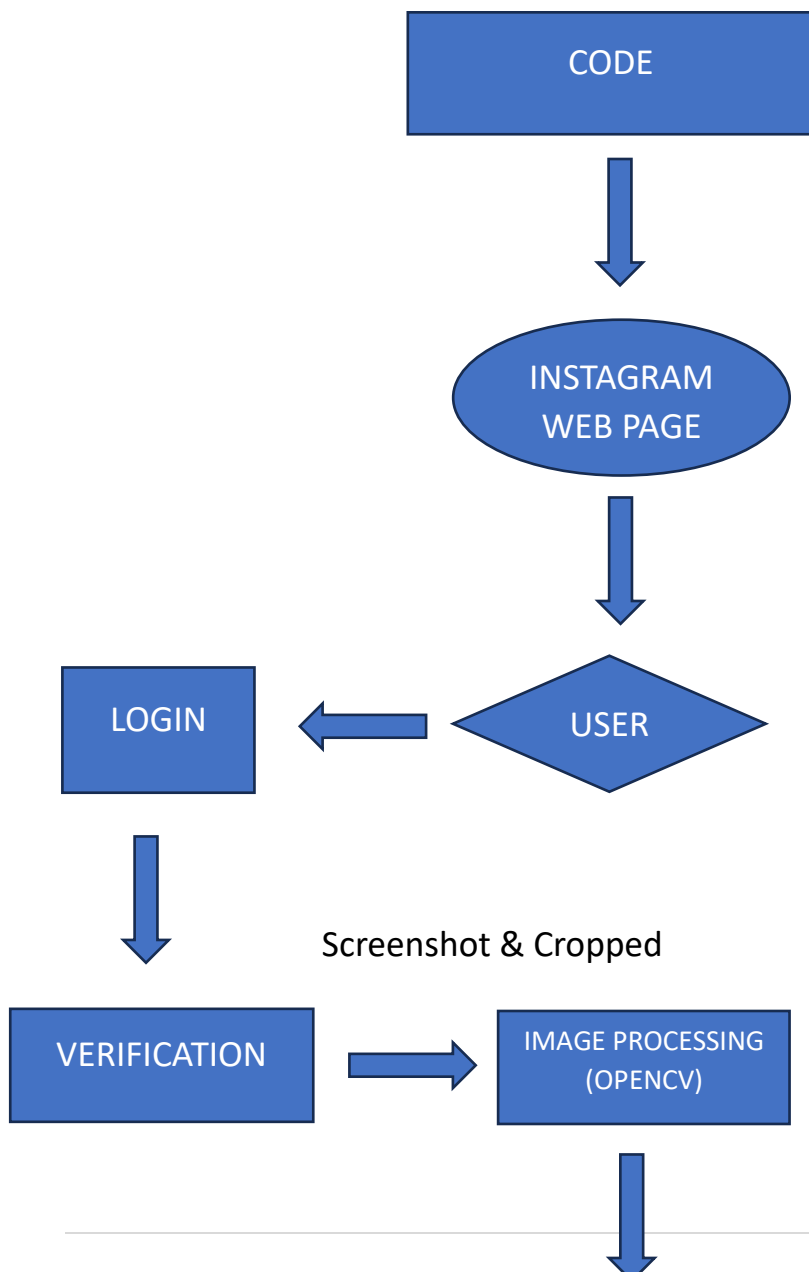 CODE
INSTAGRAM
WEB PAGE
USER
LOGIN
Screenshot & Cropped
VERIFICATION
IMAGE PROCESSING
(OPENCV)